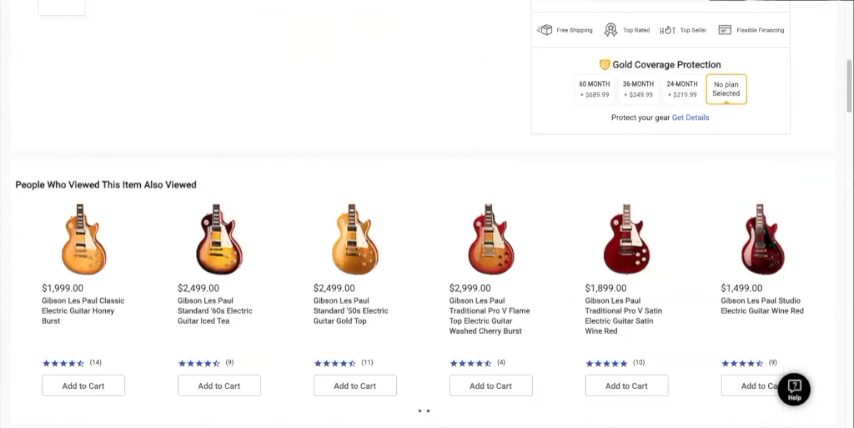 Free Shipping Top Rated HOT Top Seller Flexible Financing
Gold Coverage Protection
60 MONTH 36-MONTH 24-MONTH No plan
+ $689.99 + $349.99 + $219.99 Selected
Protect your gear Get Details
People Who Viewed This Item Also Viewed
$1,999.00
Gibson Les Paul Classic
Electric Guitar Honey
Burst
(14)
Add to Cart
$2,499.00
Gibson Les Paul
Standard '60s Electric
Guitar Iced Tea
(9)
Add to Cart
$2,499.00
Gibson Les Paul
Standard '50s Electric
Guitar Gold Top
(11)
Add to Cart
$2,999.00
Gibson Les Paul
Traditional Pro V Flame
Top Electric Guitar
Washed Cherry Burst
(4)
Add to Cart
$1,899.00
Gibson Les Paul
Traditional Pro V Satin
Electric Guitar Satin
Wine Red
(10)
Add to Cart
$1,499.00
Gibson Les Paul Studio
Electric Guitar Wine Red
(9)
Add to Ca
Help